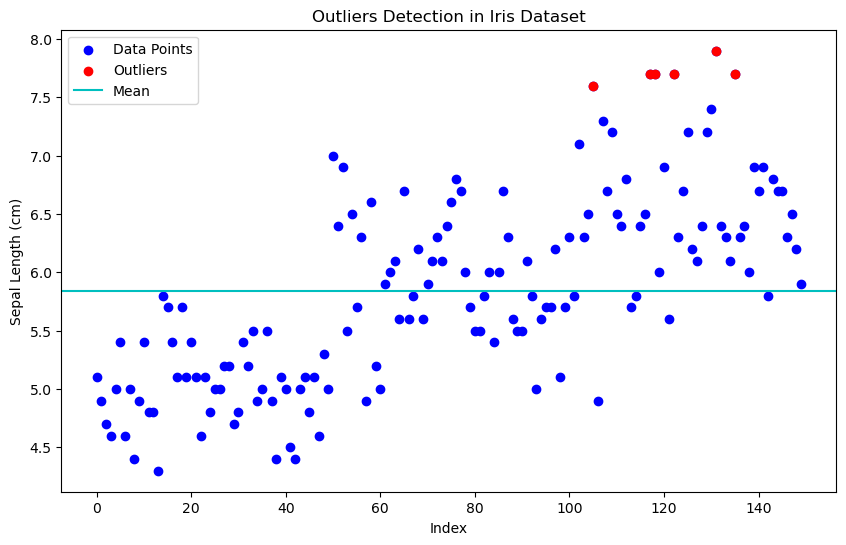 Outliers Detection in Iris Dataset
Data Points
Outliers
Mean
8.0
7.5
7.0
6.5
6.0
5.5
5.0
4.5
Sepal Length (cm)
0 20 40 60 80 100 120 140
Index